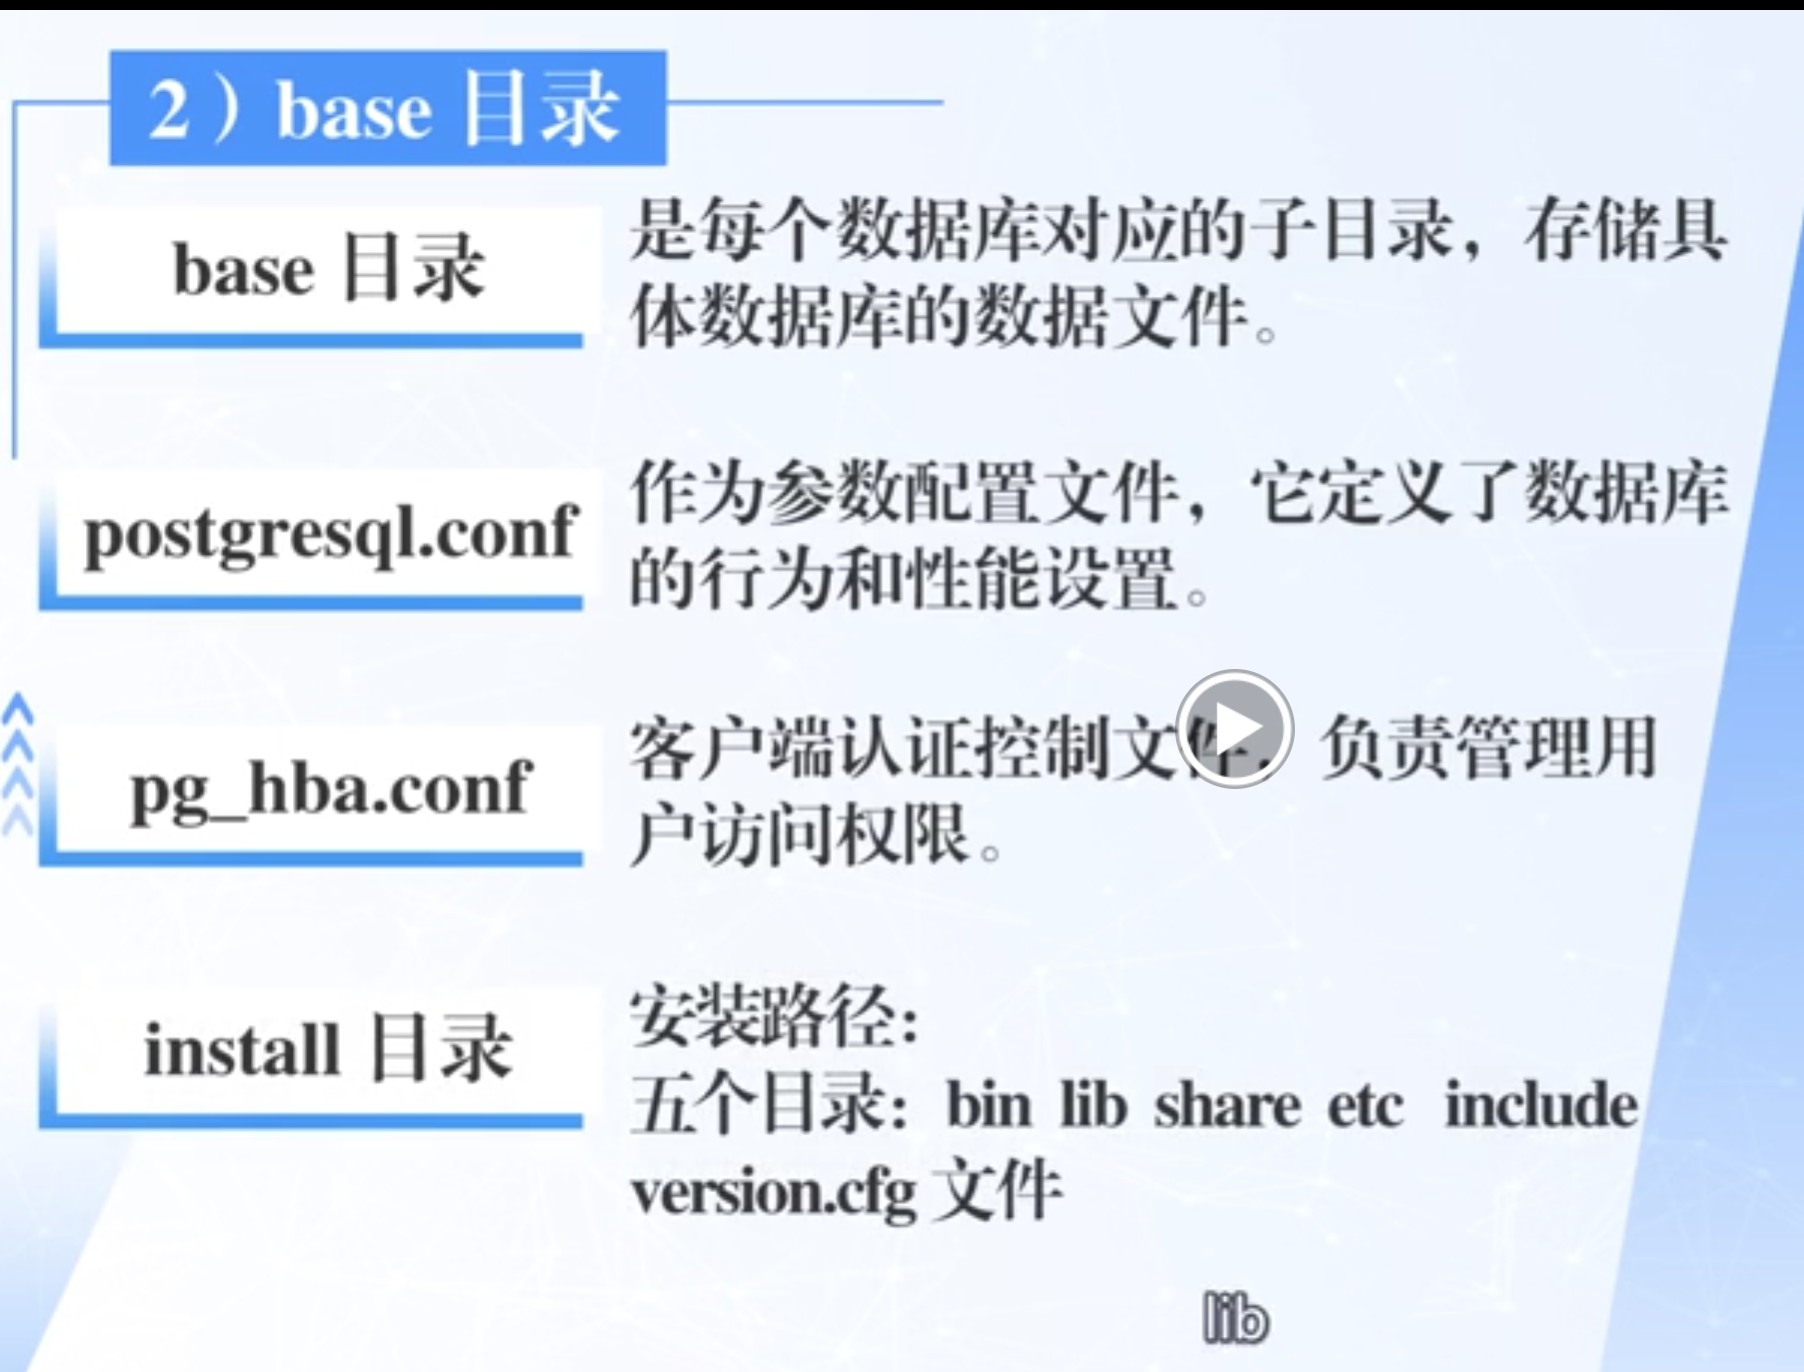 2）base 目录
base 目录
是每个数据库对应的子目录，存储具
体数据库的数据文件。
postgresql.conf
作为参数配置文件，它定义了数据库
的行为和性能设置。
pg_hba.conf
客户端认证控制文件，负责管理用
户访问权限。
install 目录
安装路径：
五个目录：bin lib share etc include
version.cfg 文件
lib